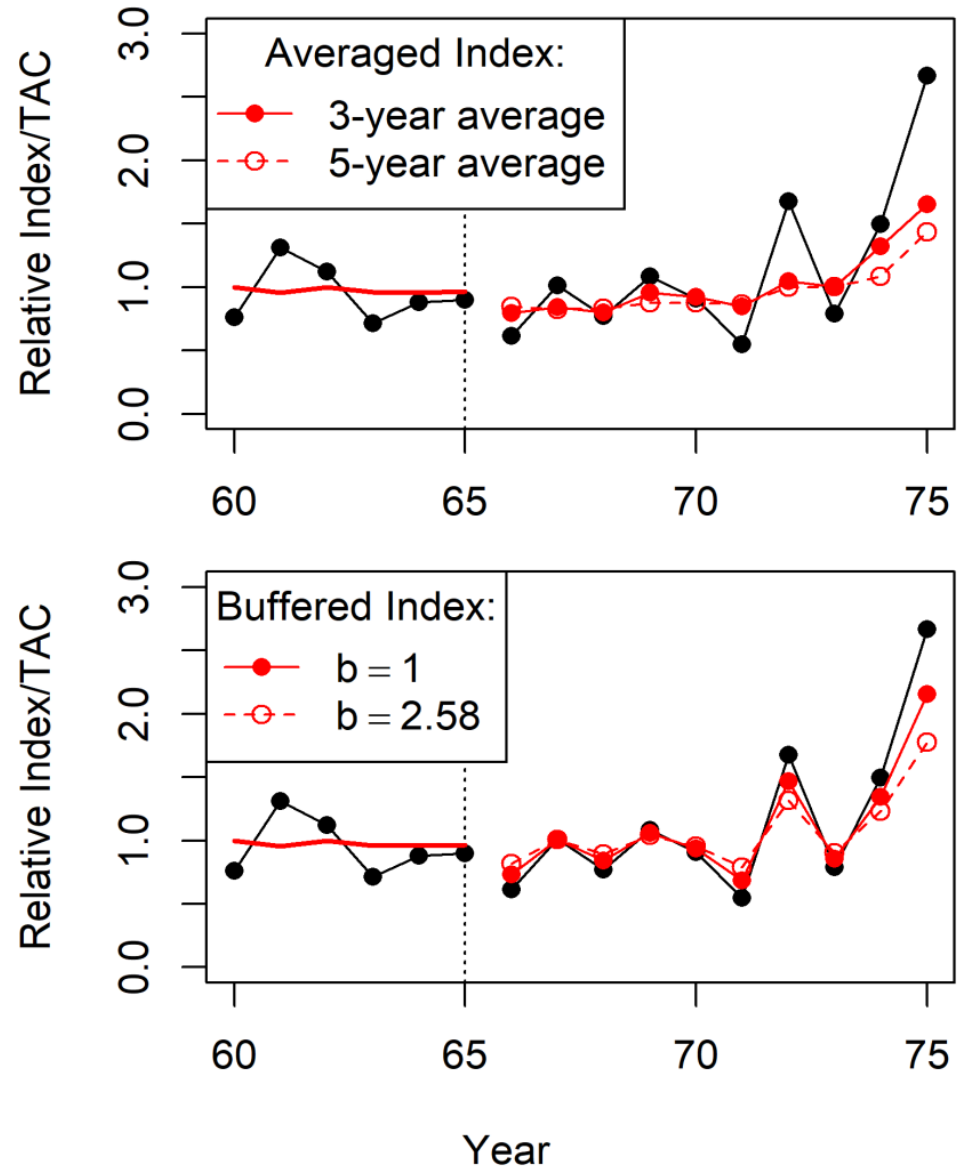 Relative Index/TAC
3.0
2.0
1.0
0.0
Averaged Index:
3-year average
5-year average
60 65 70 75
Relative Index/TAC
3.0
2.0
1.0
0.0
Buffered Index:
b = 1
b = 2.58
60 65 70 75
Year